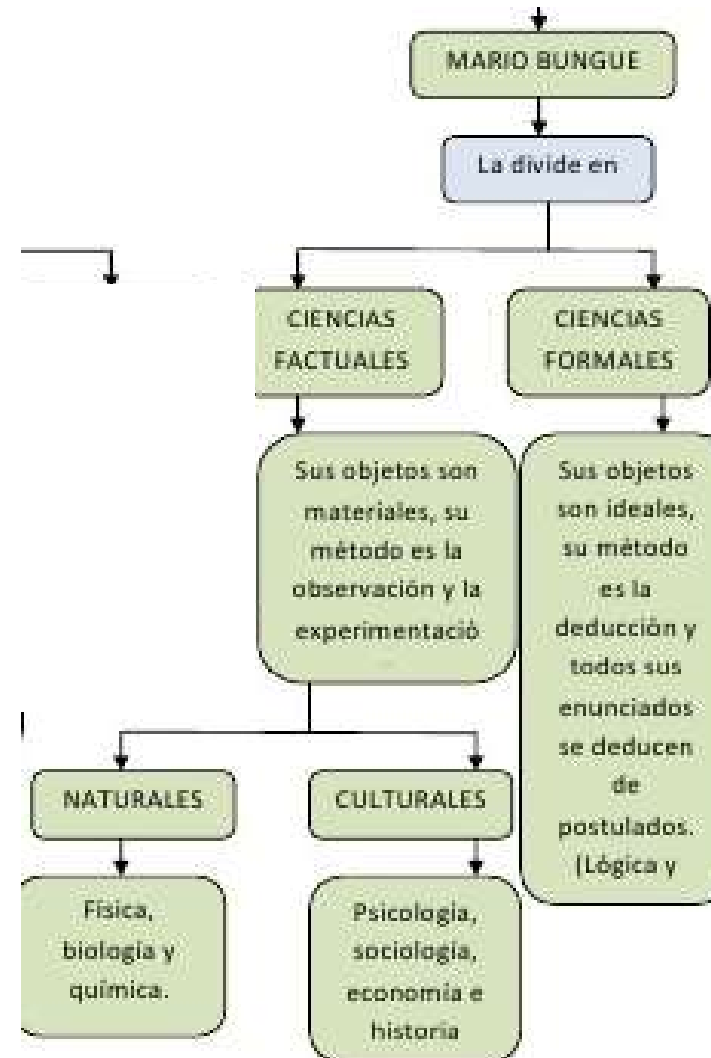 MARIO BUNGUE
La divide en
CIENCIAS
FACTUALES
CIENCIAS
FORMALES
Sus objetos son
materiales, su
método es la
observación y la
experimentació
Sus objetos
son ideales,
su método
es la
deducción y
todos sus
enunciados
se deducen
de
postulados.
(Lógica y
NATURALES
CULTURALES
Física,
biología y
química.
Psicología,
sociología,
economía e
historia